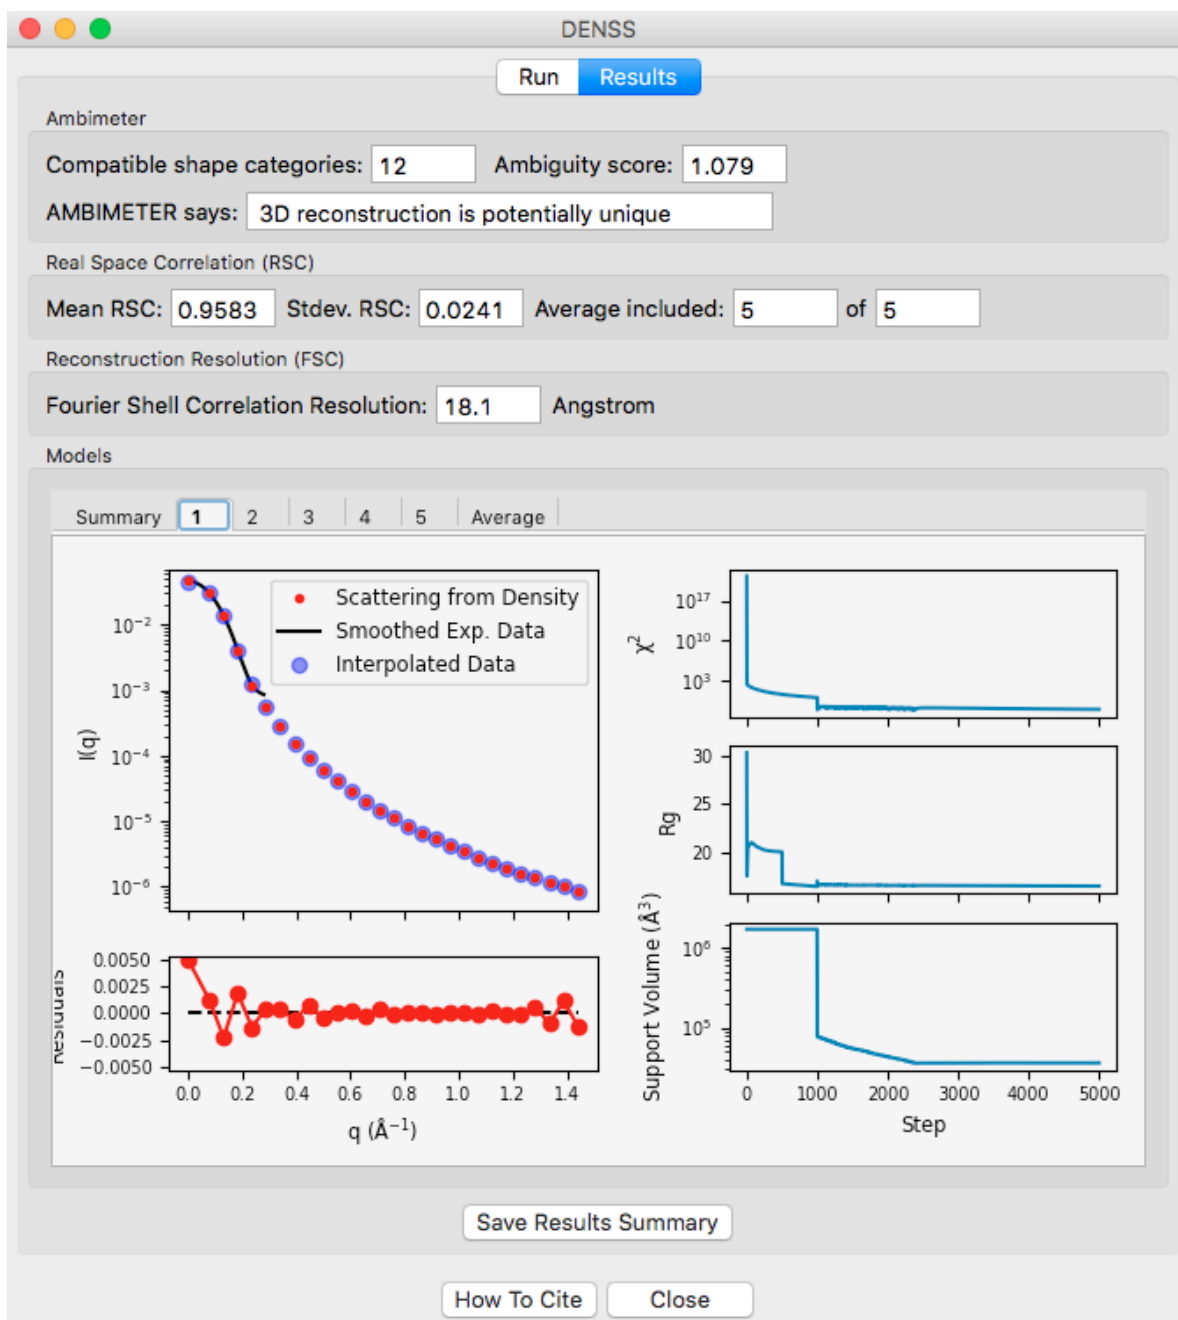 DENSS
Run Results
Ambimeter
Compatible shape categories: 12 Ambiguity score: 1.079
AMBIMETER says: 3D reconstruction is potentially unique
Real Space Correlation (RSC)
Mean RSC: 0.9583 Stdev. RSC: 0.0241 Average included: 5 of 5
Reconstruction Resolution (FSC)
Fourier Shell Correlation Resolution: 18.1 Angstrom
Models
Summary 1 2 3 4 5 Average
Scattering from Density
Smoothed Exp. Data
Interpolated Data
I(q)
10⁻²
10⁻³
10⁻⁴
10⁻⁵
10⁻⁶
Residuals
0.0050
0.0025
0.0000
−0.0025
−0.0050
0.0 0.2 0.4 0.6 0.8 1.0 1.2 1.4
q (Å⁻¹)
χ²
10¹⁷
10¹⁰
10³
Rg
30
25
20
Support Volume (Å³)
10⁶
10⁵
0 1000 2000 3000 4000 5000
Step
Save Results Summary
How To Cite Close